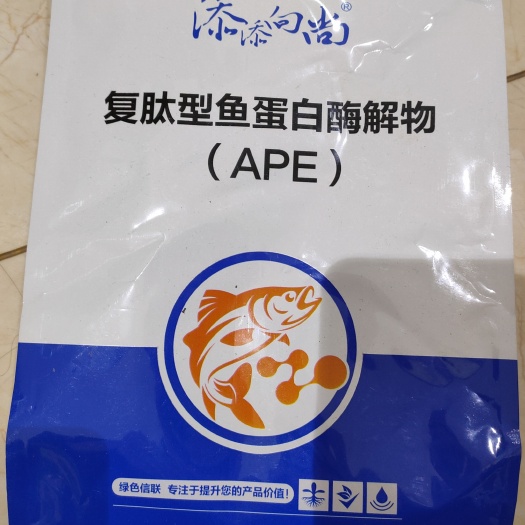 添添向尚®
复肽型鱼蛋白酶解物
（APE）
绿色信联 专注于提升您的产品价值！